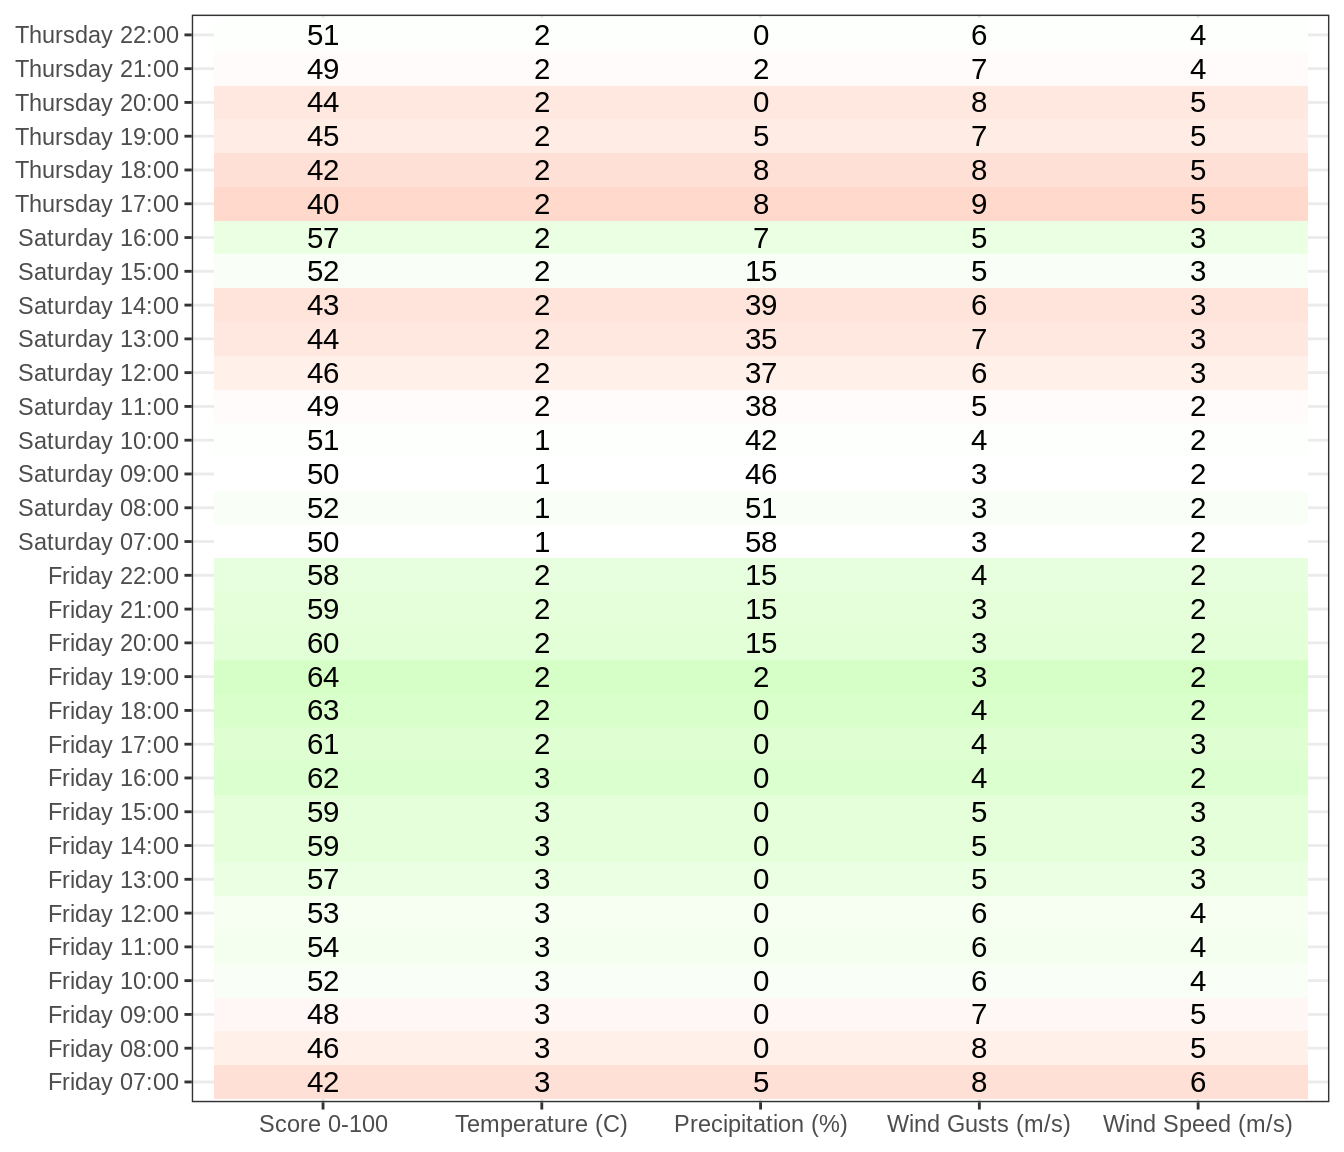 Thursday 22:00 51 2 0 6 4
Thursday 21:00 49 2 2 7 4
Thursday 20:00 44 2 0 8 5
Thursday 19:00 45 2 5 7 5
Thursday 18:00 42 2 8 8 5
Thursday 17:00 40 2 8 9 5
Saturday 16:00 57 2 7 5 3
Saturday 15:00 52 2 15 5 3
Saturday 14:00 43 2 39 6 3
Saturday 13:00 44 2 35 7 3
Saturday 12:00 46 2 37 6 3
Saturday 11:00 49 2 38 5 2
Saturday 10:00 51 1 42 4 2
Saturday 09:00 50 1 46 3 2
Saturday 08:00 52 1 51 3 2
Saturday 07:00 50 1 58 3 2
Friday 22:00 58 2 15 4 2
Friday 21:00 59 2 15 3 2
Friday 20:00 60 2 15 3 2
Friday 19:00 64 2 2 3 2
Friday 18:00 63 2 0 4 2
Friday 17:00 61 2 0 4 3
Friday 16:00 62 3 0 4 2
Friday 15:00 59 3 0 5 3
Friday 14:00 59 3 0 5 3
Friday 13:00 57 3 0 5 3
Friday 12:00 53 3 0 6 4
Friday 11:00 54 3 0 6 4
Friday 10:00 52 3 0 6 4
Friday 09:00 48 3 0 7 5
Friday 08:00 46 3 0 8 5
Friday 07:00 42 3 5 8 6
Score 0-100 Temperature (C) Precipitation (%) Wind Gusts (m/s) Wind Speed (m/s)